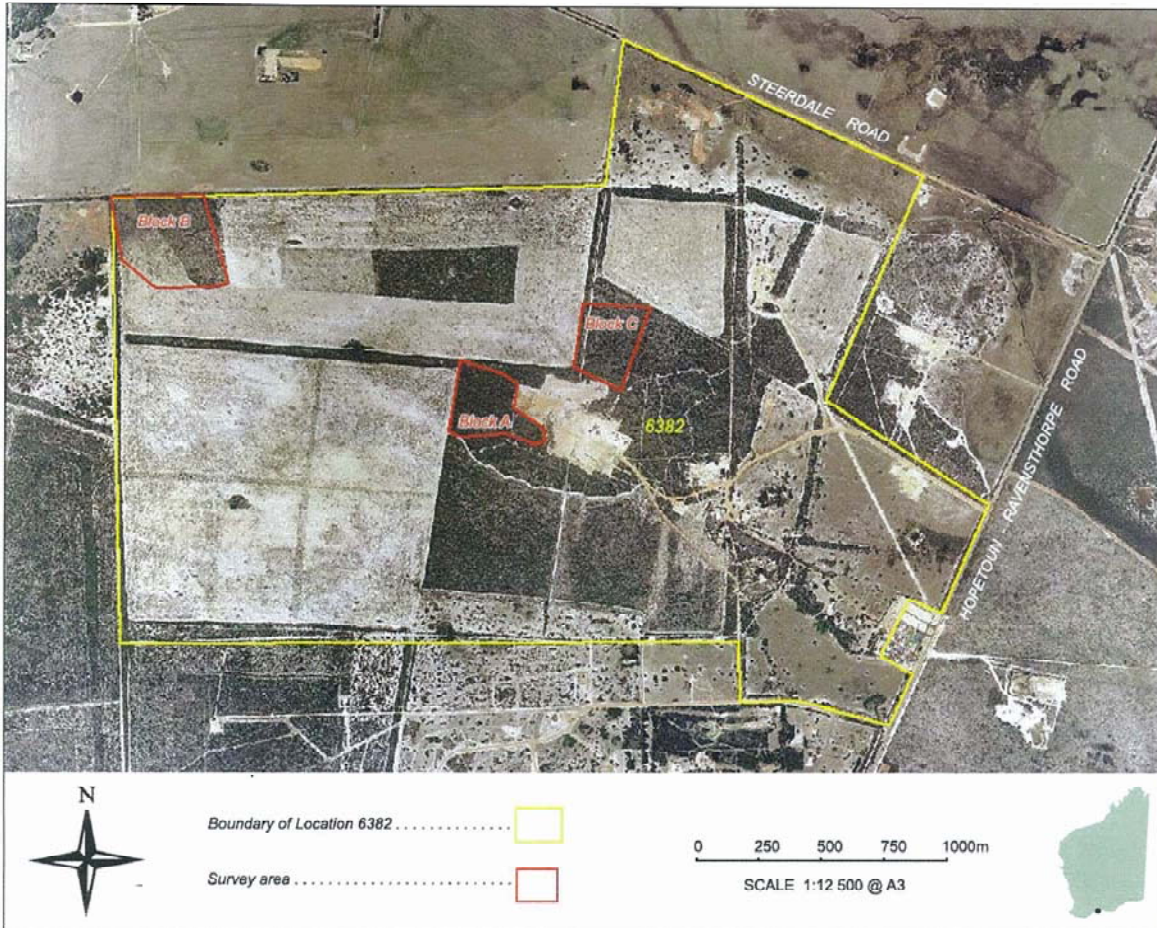 STEERDALE ROAD
Block B
Block C
Block A
6382
HOPETOUN RAVENSTHORPE ROAD
N
Boundary of Location 6382 ..............
Survey area ..............................
0 250 500 750 1000m
SCALE 1:12 500 @ A3